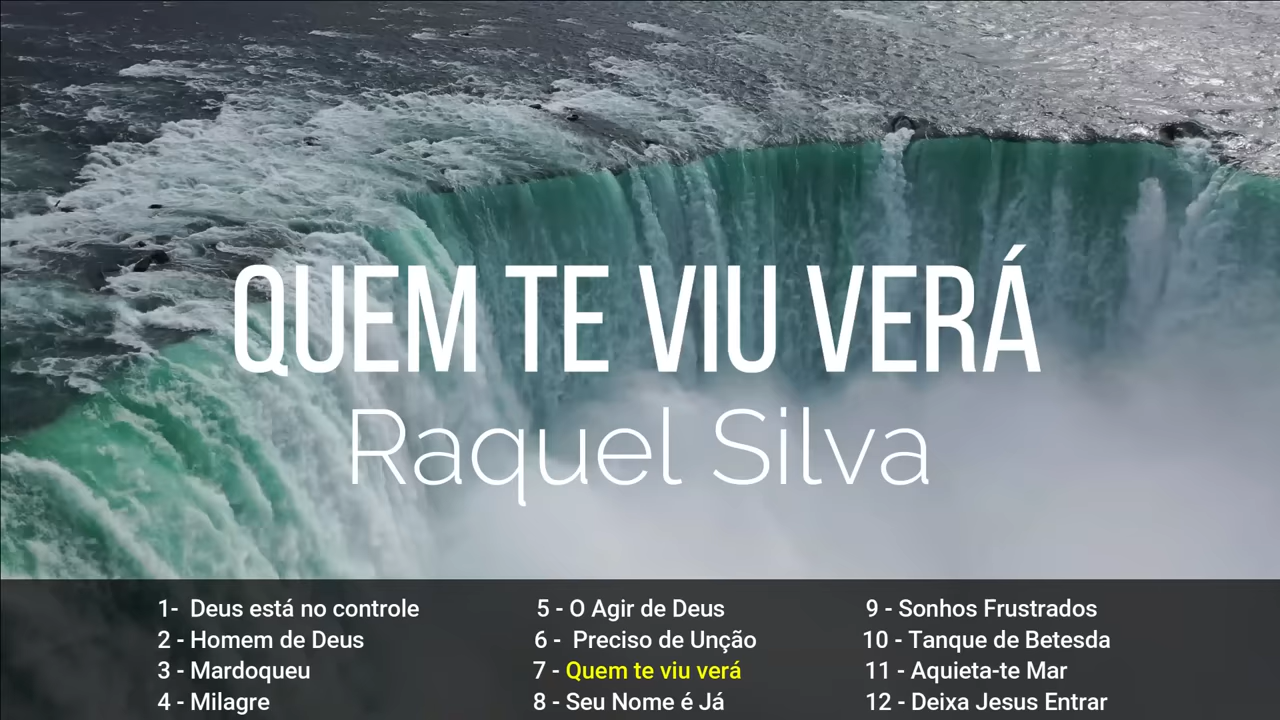 QUEM TE VIU VERÁ
Raquel Silva
1- Deus está no controle
2 - Homem de Deus
3 - Mardoqueu
4 - Milagre
5 - O Agir de Deus
6 - Preciso de Unção
7 - Quem te viu verá
8 - Seu Nome é Já
9 - Sonhos Frustrados
10 - Tanque de Betesda
11 - Aquieta-te Mar
12 - Deixa Jesus Entrar